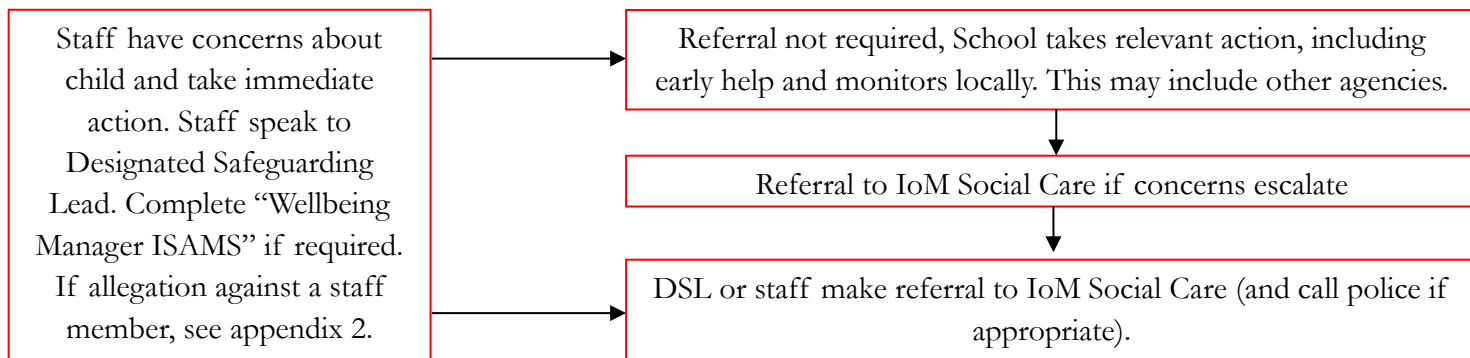 Staff have concerns about
child and take immediate
action. Staff speak to
Designated Safeguarding
Lead. Complete “Wellbeing
Manager ISAMS” if required.
If allegation against a staff
member, see appendix 2.
Referral not required, School takes relevant action, including
early help and monitors locally. This may include other agencies.
Referral to IoM Social Care if concerns escalate
DSL or staff make referral to IoM Social Care (and call police if
appropriate).